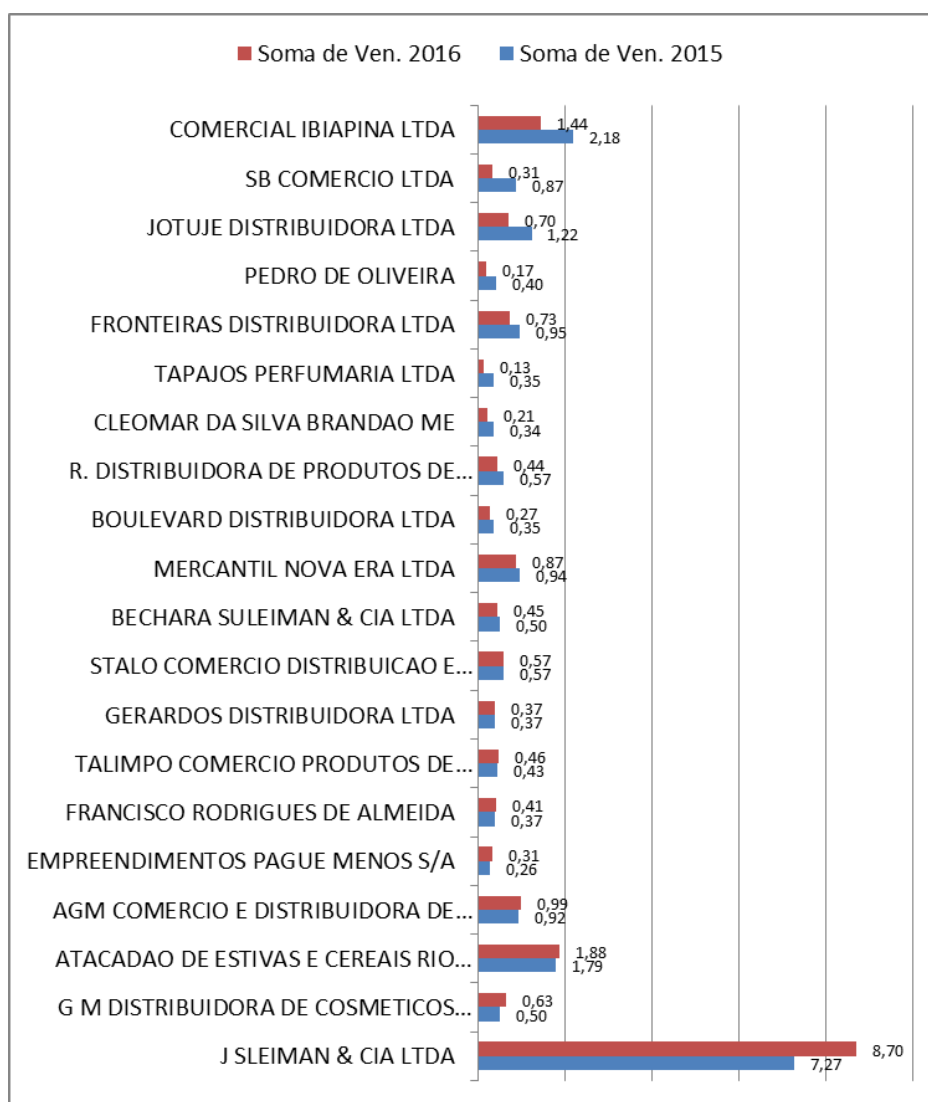 Soma de Ven. 2016 Soma de Ven. 2015
COMERCIAL IBIAPINA LTDA 1,44
2,18
SB COMERCIO LTDA 0,31
0,87
JOTUJE DISTRIBUIDORA LTDA 0,70
1,22
PEDRO DE OLIVEIRA 0,17
0,40
FRONTEIRAS DISTRIBUIDORA LTDA 0,73
0,95
TAPAJOS PERFUMARIA LTDA 0,13
0,35
CLEOMAR DA SILVA BRANDAO ME 0,21
0,34
R. DISTRIBUIDORA DE PRODUTOS DE... 0,44
0,57
BOULEVARD DISTRIBUIDORA LTDA 0,27
0,35
MERCANTIL NOVA ERA LTDA 0,87
0,94
BECHARA SULEIMAN & CIA LTDA 0,45
0,50
STALO COMERCIO DISTRIBUICAO E... 0,57
0,57
GERARDOS DISTRIBUIDORA LTDA 0,37
0,37
TALIMPO COMERCIO PRODUTOS DE... 0,46
0,43
FRANCISCO RODRIGUES DE ALMEIDA 0,41
0,37
EMPREENDIMENTOS PAGUE MENOS S/A 0,31
0,26
AGM COMERCIO E DISTRIBUIDORA DE... 0,99
0,92
ATACADAO DE ESTIVAS E CEREAIS RIO... 1,88
1,79
G M DISTRIBUIDORA DE COSMETICOS... 0,63
0,50
J SLEIMAN & CIA LTDA 8,70
7,27